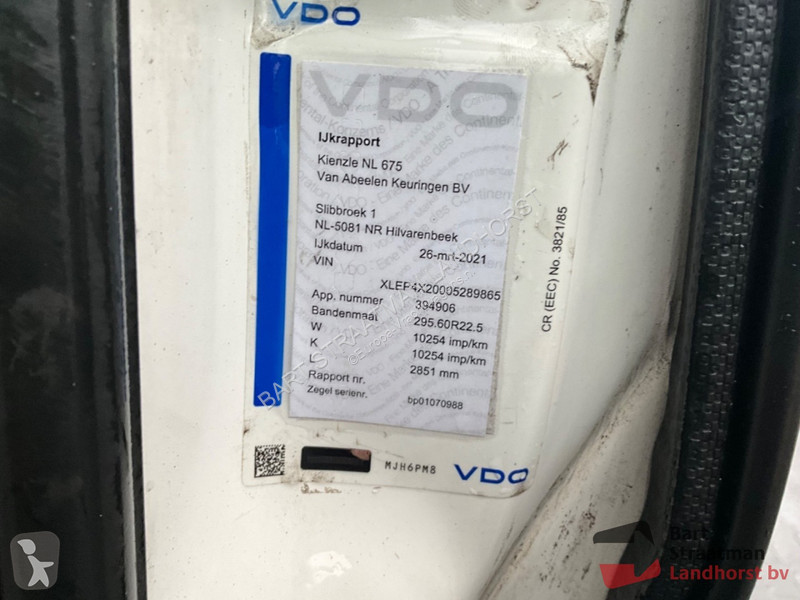 VDO
VDO
IJkrapport
Kienzle NL 675
Van Abeelen Keuringen BV
Slibbroek 1
NL-5081 NR Hilvarenbeek
IJkdatum 26-mrt-2021
VIN XLEP4X20005289865
App. nummer 394906
Bandenmaat 295.60R22.5
W 10254 imp/km
K 10254 imp/km
L 2851 mm
Rapport nr.
Zegel serienr. bp01070988
CR (EEC) No. 3821/85
MJH6PM8 VDO
Bart
Straatman
Landhorst bv